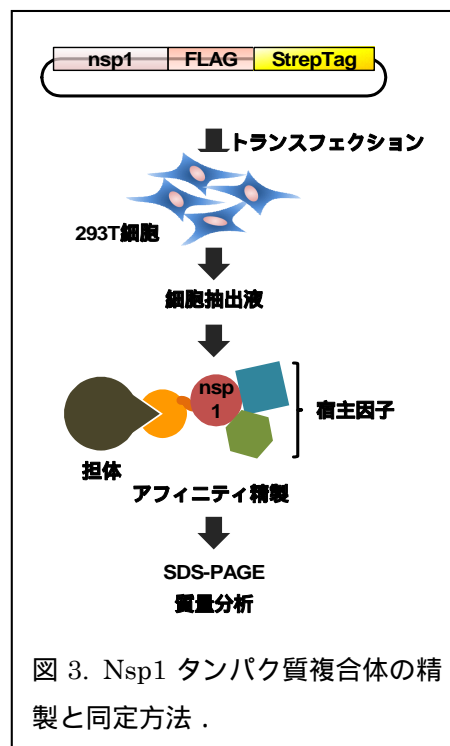 nsp1 FLAG StrepTag
トランスフェクション
293T細胞
細胞抽出液
nsp
1
宿主因子
担体
アフィニティ精製
SDS-PAGE
質量分析
図 3. Nsp1 タンパク質複合体の精
製と同定方法．